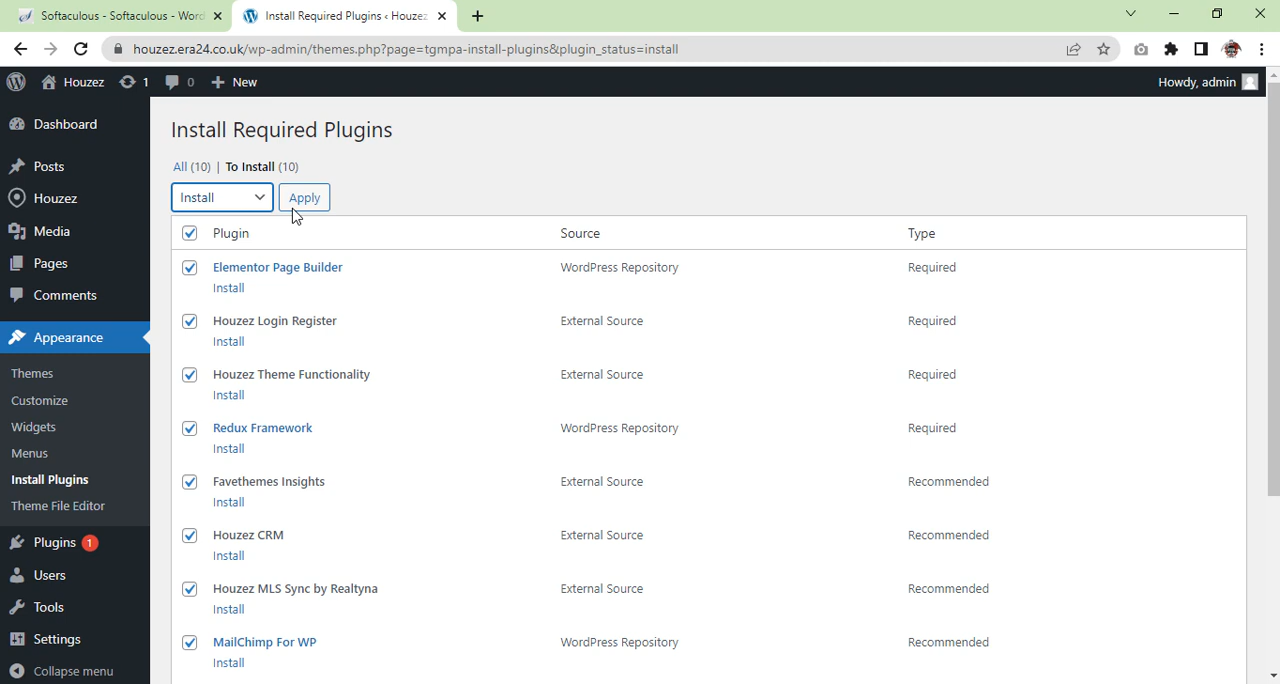 Softaculous - Softaculous - Word
Install Required Plugins ‹ Houzez
houzez.era24.co.uk/wp-admin/themes.php?page=tgmpa-install-plugins&plugin_status=install
Houzez 1 0 New Howdy, admin
Dashboard
Posts
Houzez
Media
Pages
Comments
Appearance
Themes
Customize
Widgets
Menus
Install Plugins
Theme File Editor
Plugins 1
Users
Tools
Settings
Collapse menu
Install Required Plugins
All (10) | To Install (10)
Install Apply
Plugin Source Type
Elementor Page Builder WordPress Repository Required
Install
Houzez Login Register External Source Required
Install
Houzez Theme Functionality External Source Required
Install
Redux Framework WordPress Repository Required
Install
Favethemes Insights External Source Recommended
Install
Houzez CRM External Source Recommended
Install
Houzez MLS Sync by Realtyna External Source Recommended
Install
MailChimp For WP WordPress Repository Recommended
Install